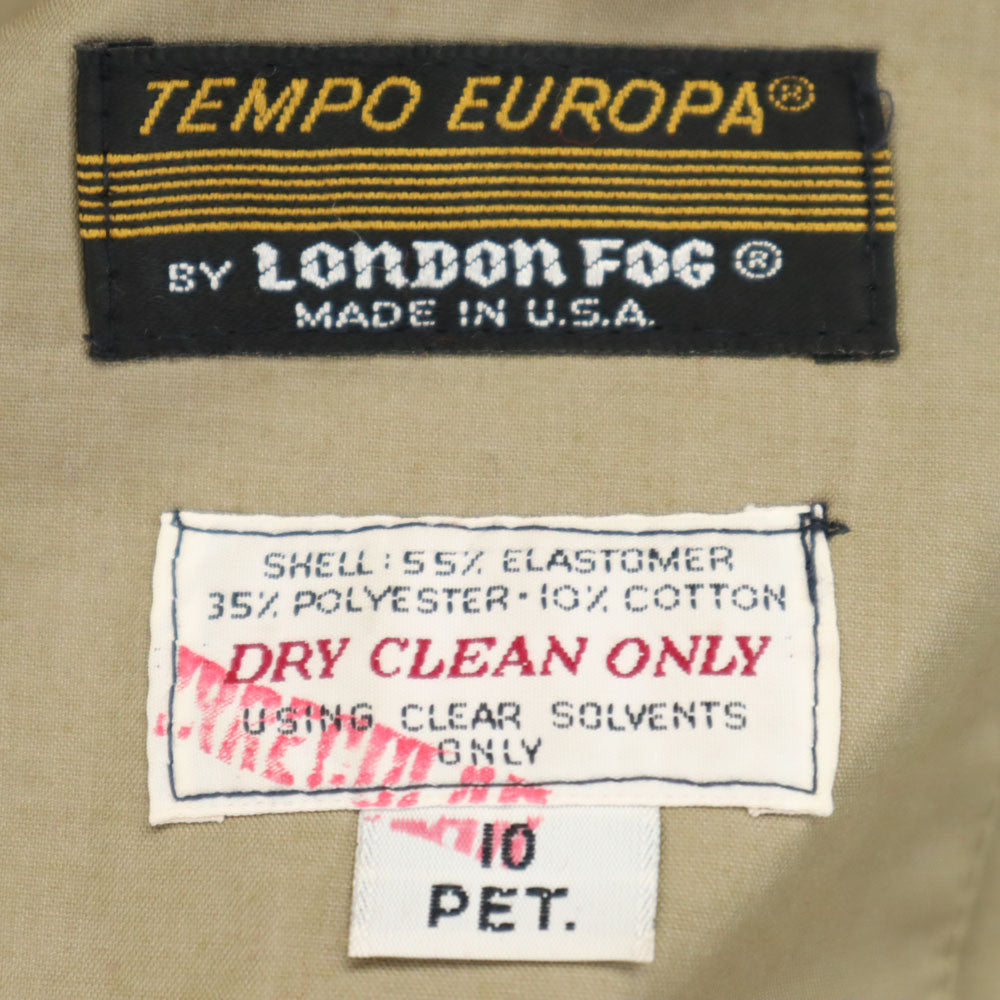 TEMPO EUROPA®
BY LONDON FOG ®
MADE IN U.S.A.
SHELL: 55% ELASTOMER
35% POLYESTER · 10% COTTON
DRY CLEAN ONLY
USING CLEAR SOLVENTS
ONLY
10
PET.